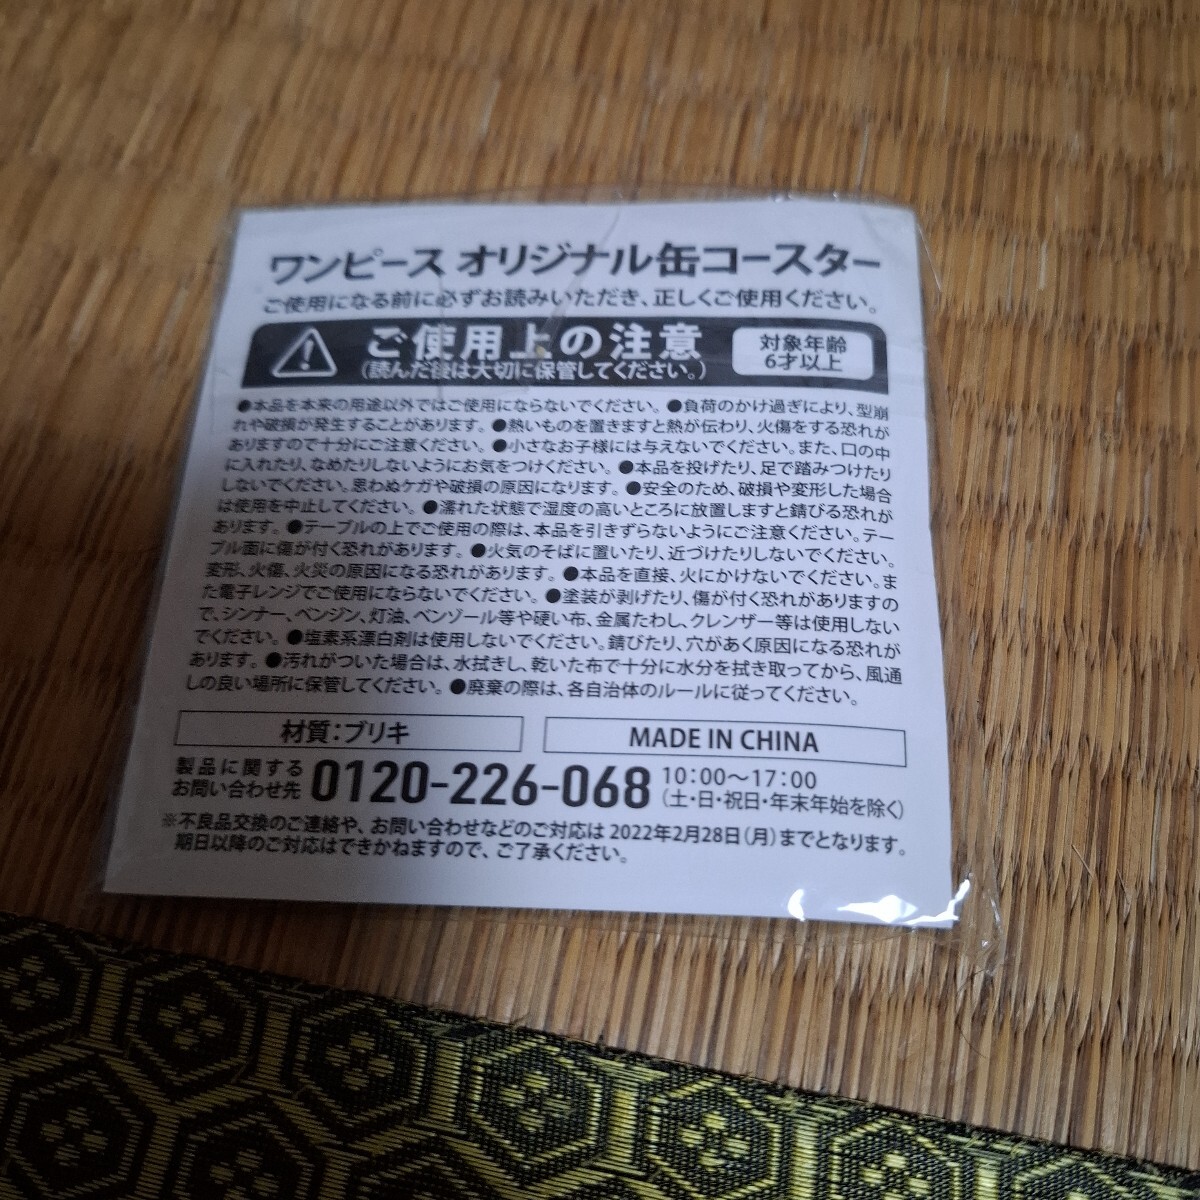 ワンピース オリジナル缶コースター
ご使用になる前に必ずお読みいただき、正しくご使用ください。
ご使用上の注意
(読んだ後は大切に保管してください。)
対象年齢
6才以上
●本品を本来の用途以外ではご使用にならないでください。●負荷のかけ過ぎにより、型崩
れや破損が発生することがあります。●熱いものを置きますと熱が伝わり、火傷をする恐れが
ありますので十分にご注意ください。●小さなお子様には与えないでください。また、口の中
に入れたり、なめたりしないようにお気をつけください。●本品を投げたり、足で踏みつけたり
しないでください。思わぬケガや破損の原因になります。●安全のため、破損や変形した場合
は使用を中止してください。●濡れた状態で湿度の高いところに放置しますと錆びる恐れが
あります。●テーブルの上でご使用の際は、本品を引きずらないようにご注意ください。テー
ブル面に傷が付く恐れがあります。●火気のそばに置いたり、近づけたりしないでください。
変形、火傷、火災の原因になる恐れがあります。●本品を直接、火にかけないでください。ま
た電子レンジでご使用にならないでください。●塗装が剥げたり、傷が付く恐れがありますの
で、シンナー、ベンジン、灯油、ベンゾール等や硬い布、金属たわし、クレンザー等は使用しない
でください。●塩素系漂白剤は使用しないでください。錆びたり、穴があく原因になる恐れが
あります。●汚れがついた場合は、水拭きし、乾いた布で十分に水分を拭き取ってから、風通
しの良い場所に保管してください。●廃棄の際は、各自治体のルールに従ってください。
材質：ブリキ
MADE IN CHINA
製品に関する
お問い合わせ先
0120-226-068
10：00～17：00
(土・日・祝日・年末年始を除く)
※不良品交換のご連絡や、お問い合わせなどのご対応は 2022年2月28日(月)までとなります。
期日以降のご対応はできかねますので、ご了承ください。